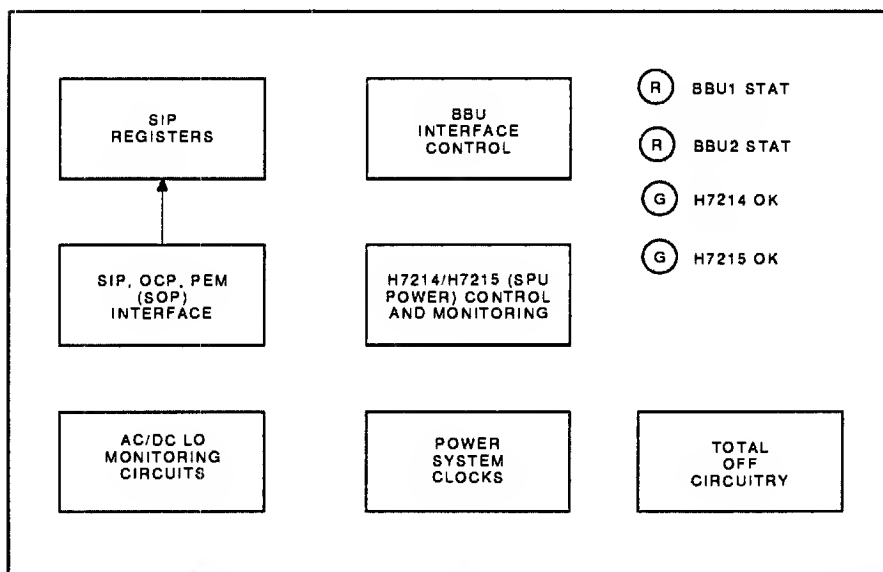 SIP
REGISTERS
BBU
INTERFACE
CONTROL
R BBU1 STAT
R BBU2 STAT
G H7214 OK
G H7215 OK
SIP, OCP, PEM
(SOP)
INTERFACE
H7214/H7215 (SPU
POWER) CONTROL
AND MONITORING
AC/DC LO
MONITORING
CIRCUITS
POWER
SYSTEM
CLOCKS
TOTAL
OFF
CIRCUITRY